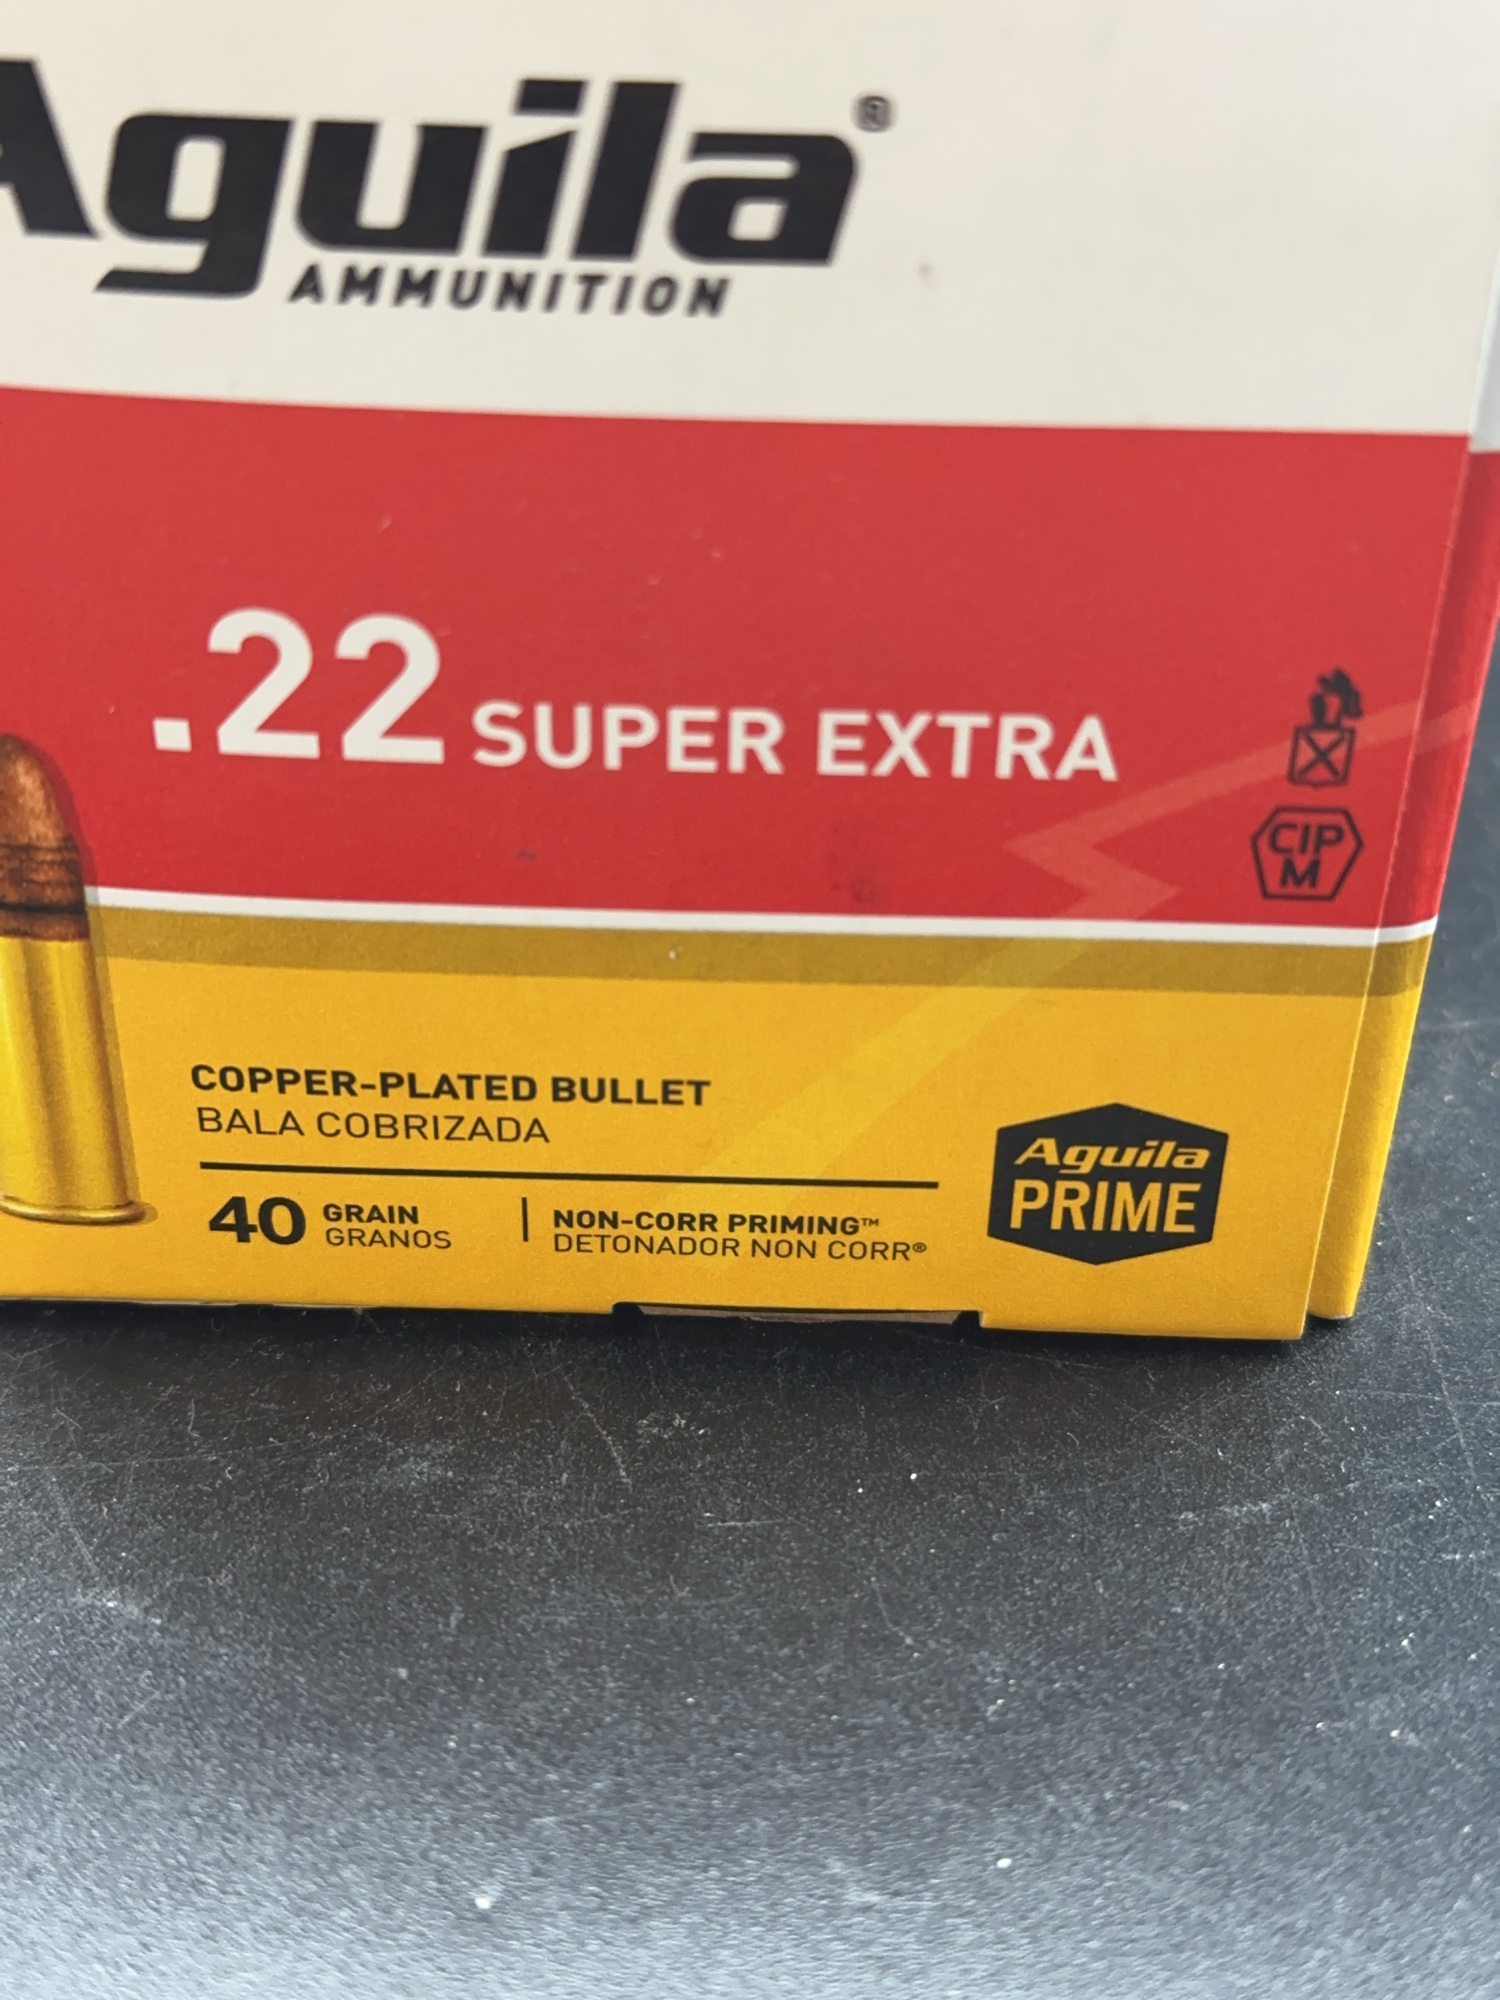 Aguila®
AMMUNITION
.22 SUPER EXTRA
CIP
M
COPPER-PLATED BULLET
BALA COBRIZADA
40 GRAIN
GRANOS
NON-CORR PRIMING™
DETONADOR NON CORR®
Aguila
PRIME